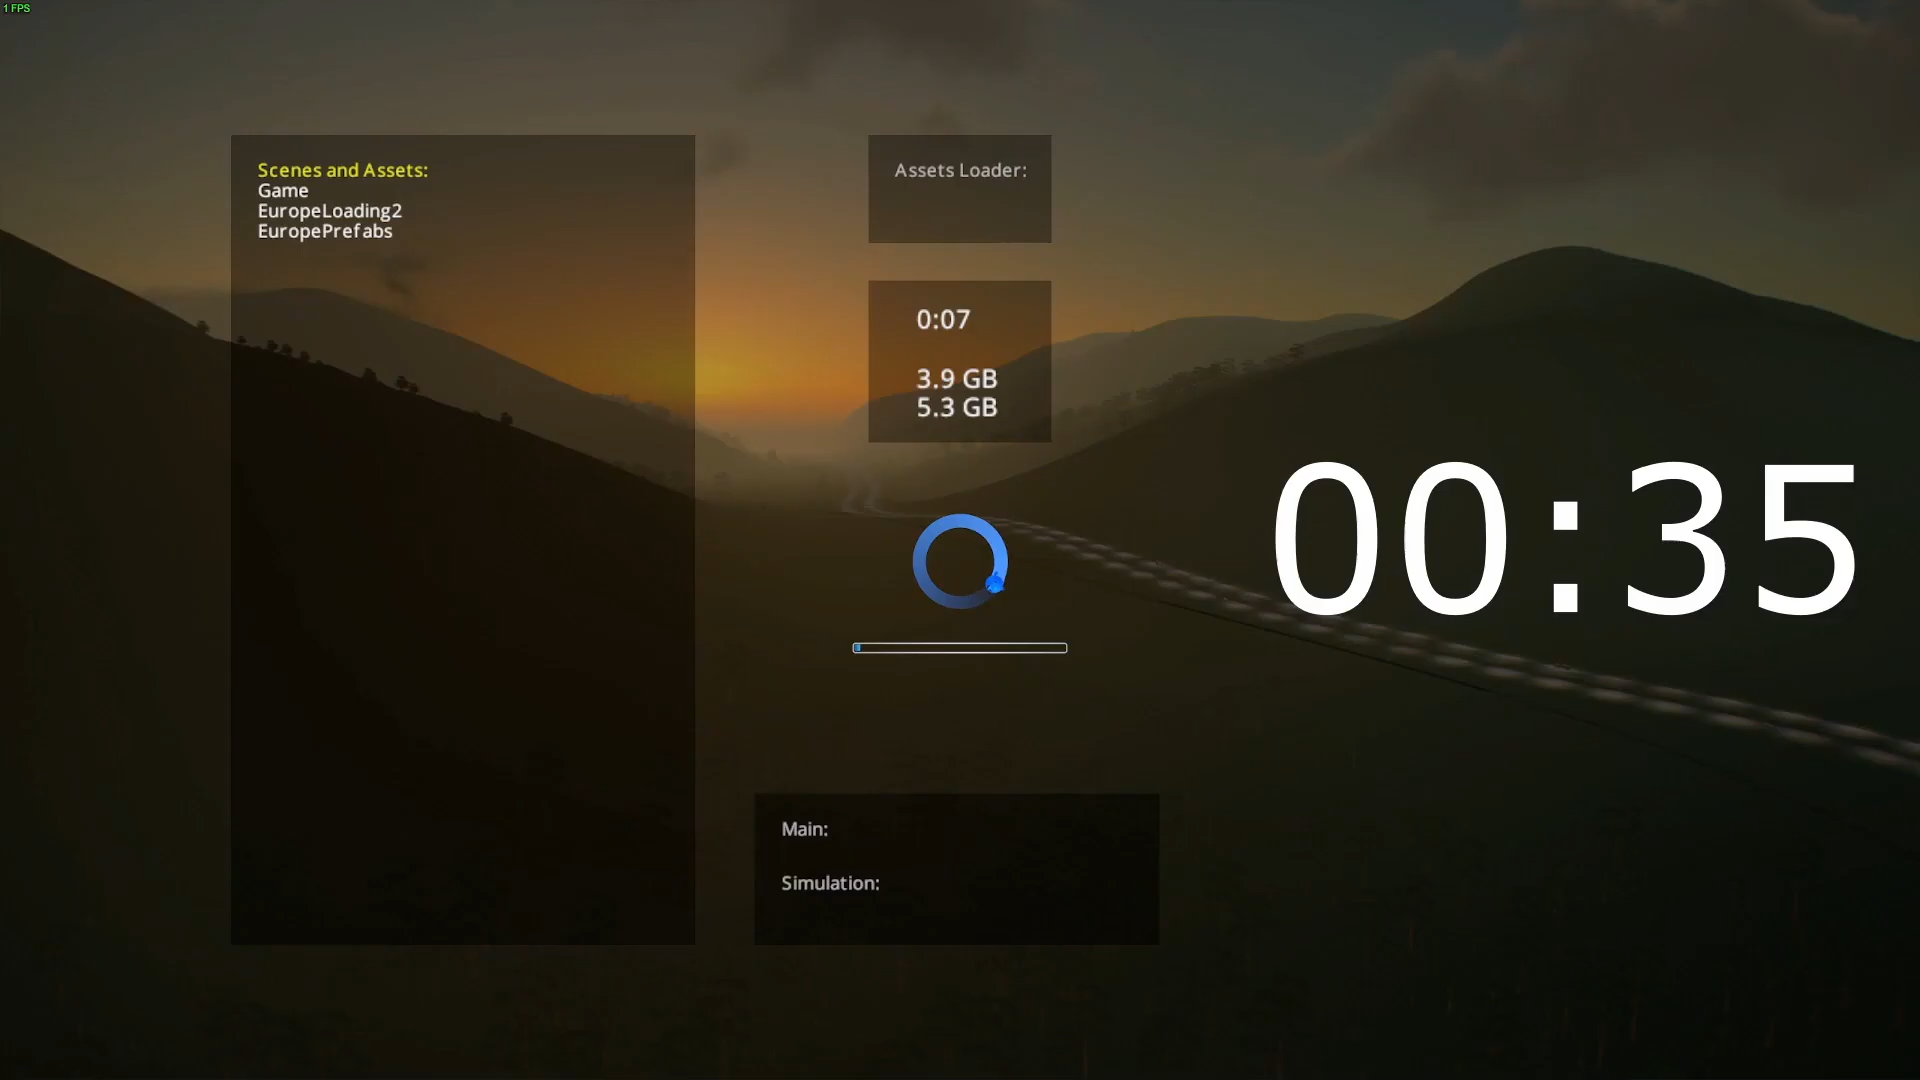 1 FPS
Scenes and Assets:
Game
EuropeLoading2
EuropePrefabs
Assets Loader:
0:07
3.9 GB
5.3 GB
00:35
Main:
Simulation: